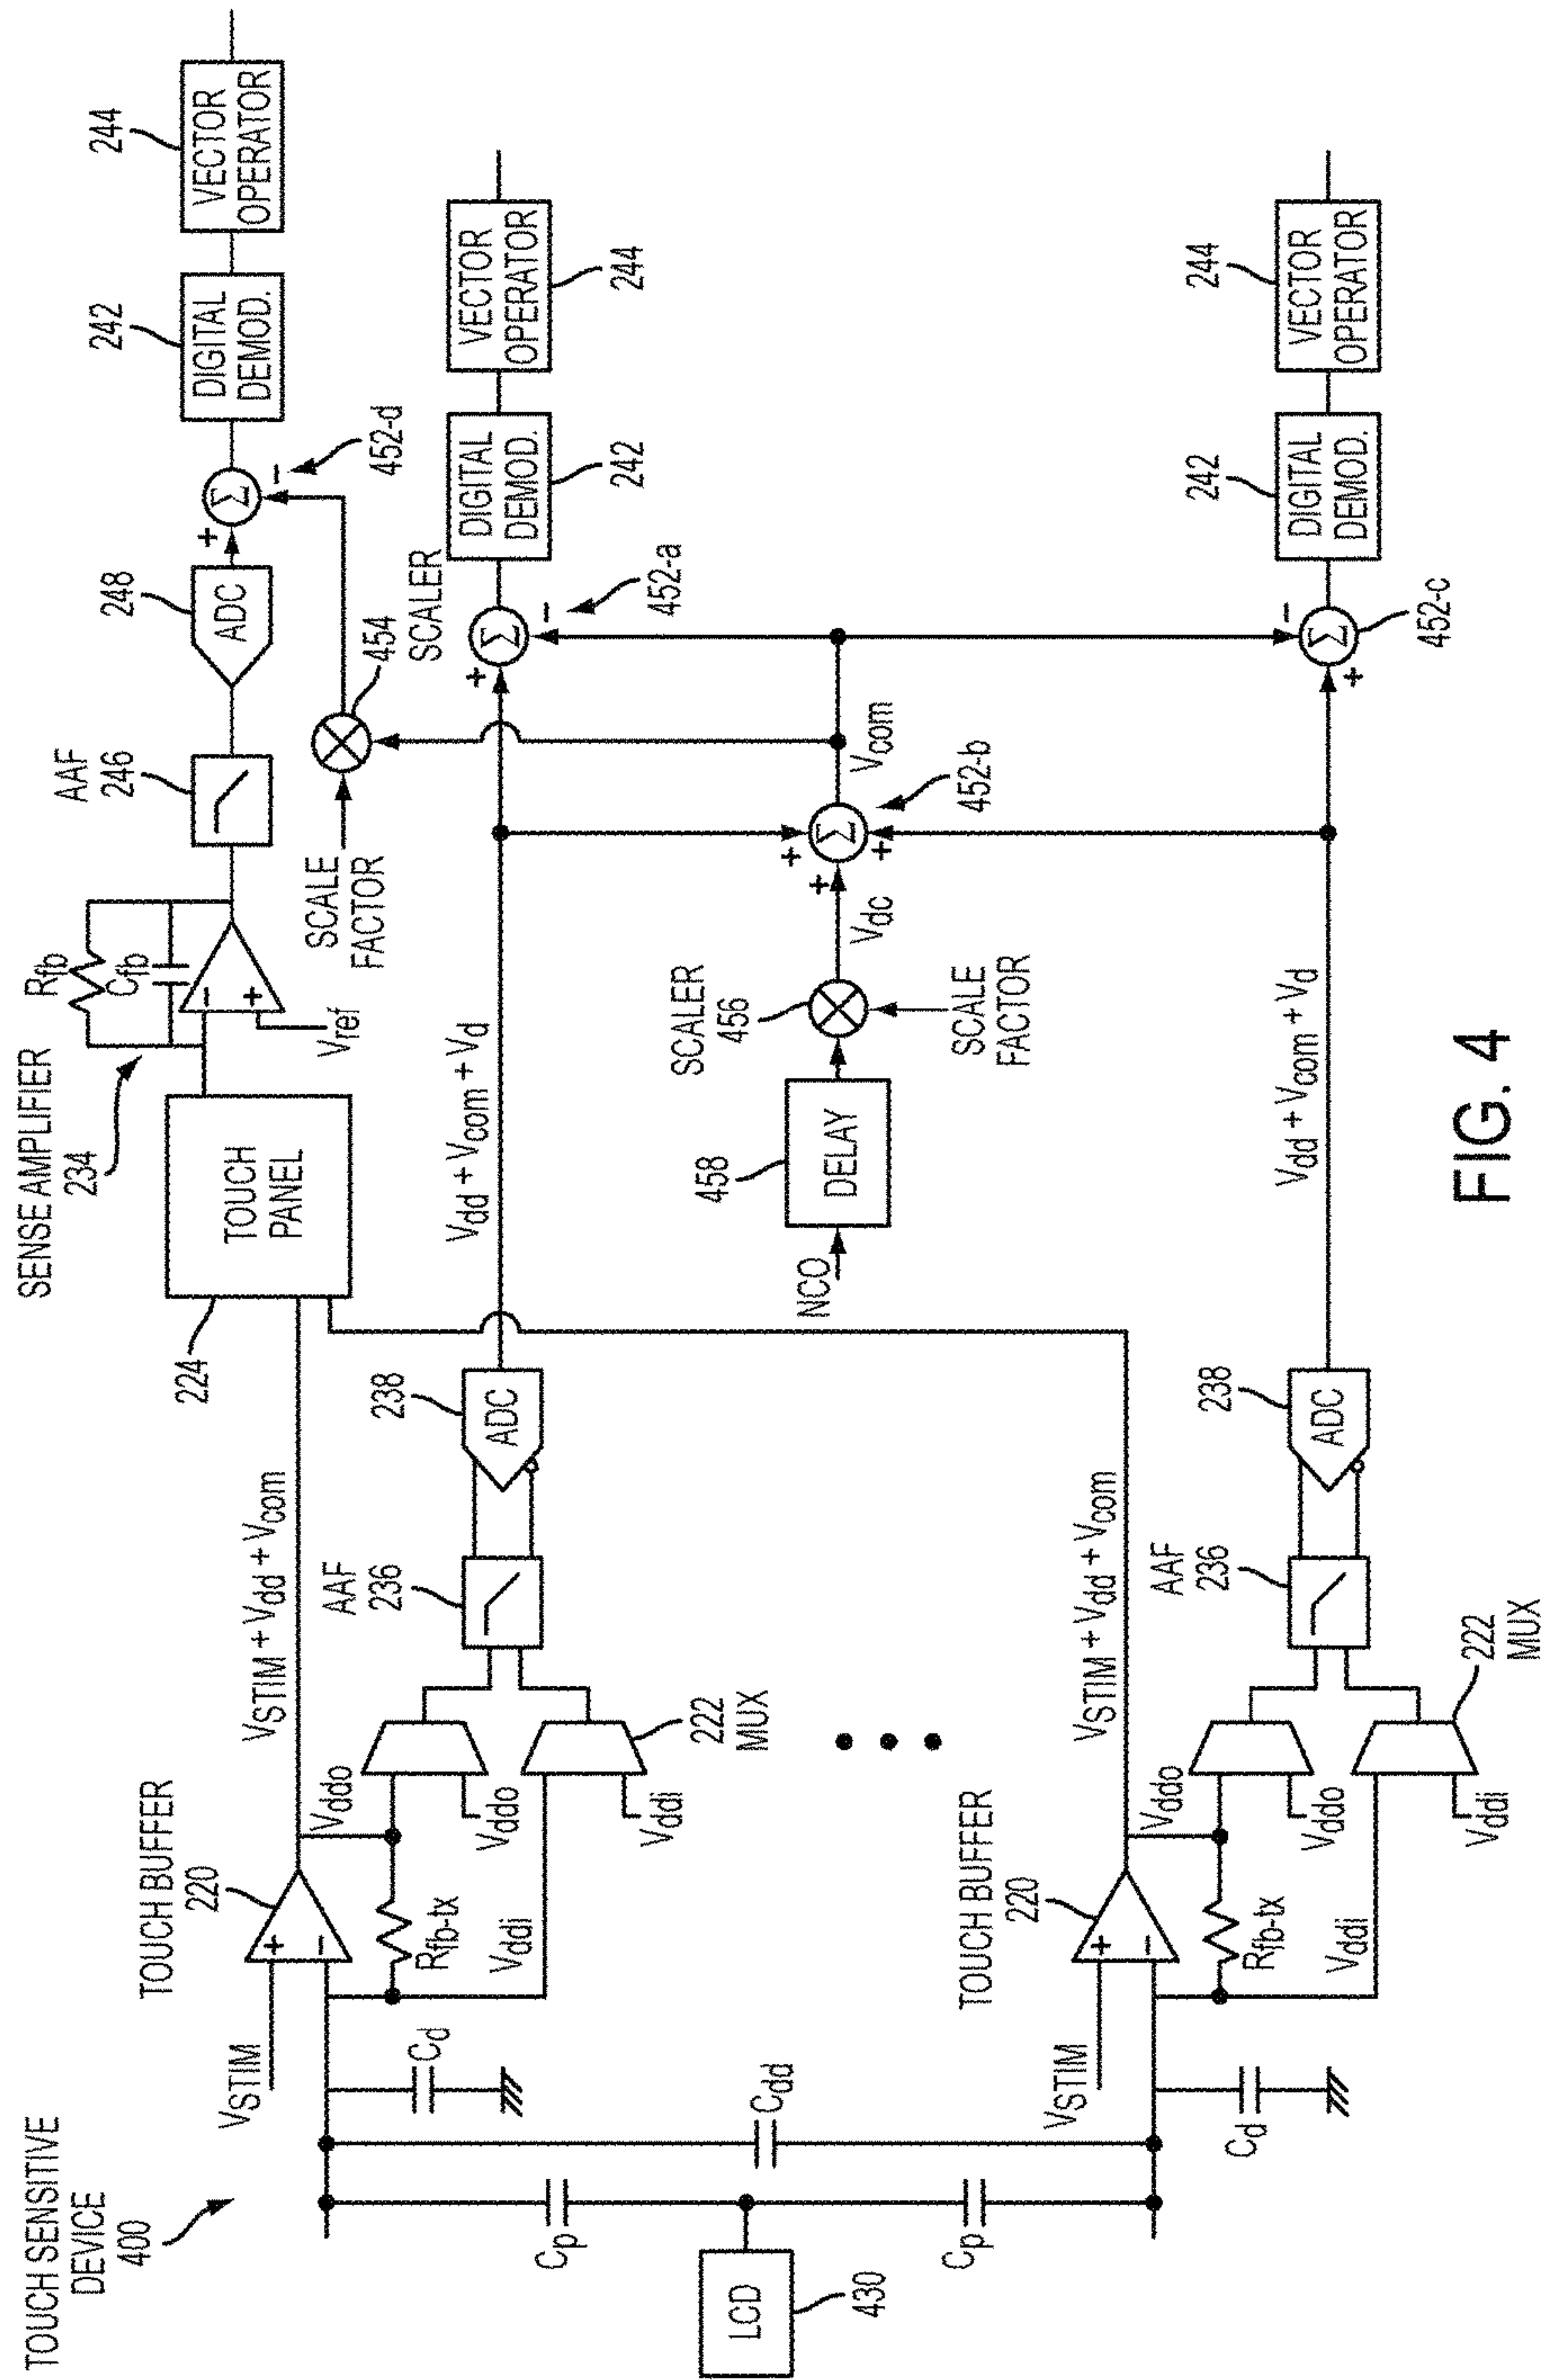 TOUCH SENSITIVE
DEVICE
400
LCD
430
Cp
Cp
Cdd
VSTIM
Cd
TOUCH BUFFER
220
+
−
Rfb-tx
Vddi
Vddo
Vddo
Vddi
222
MUX
VSTIM + Vdd + Vcom
AAF
236
238
ADC
224
TOUCH
PANEL
SENSE AMPLIFIER
234
Rfb
Cfb
−
+
Vref
AAF
246
248
ADC
+
Σ
−
452-d
242
DIGITAL
DEMOD.
244
VECTOR
OPERATOR
SCALE
FACTOR
454
SCALER
Vdd + Vcom + Vd
+
Σ
−
452-a
DIGITAL
DEMOD.
242
VECTOR
OPERATOR
244
NCO
458
DELAY
SCALER
456
SCALE
FACTOR
Vdc
+
+
+
Σ
452-b
Vcom
VSTIM
Cd
TOUCH BUFFER
220
+
−
Rfb-tx
Vddi
Vddo
Vddo
Vddi
222
MUX
VSTIM + Vdd + Vcom
AAF
236
238
ADC
Vdd + Vcom + Vd
+
Σ
−
452-c
242
DIGITAL
DEMOD.
244
VECTOR
OPERATOR
FIG. 4